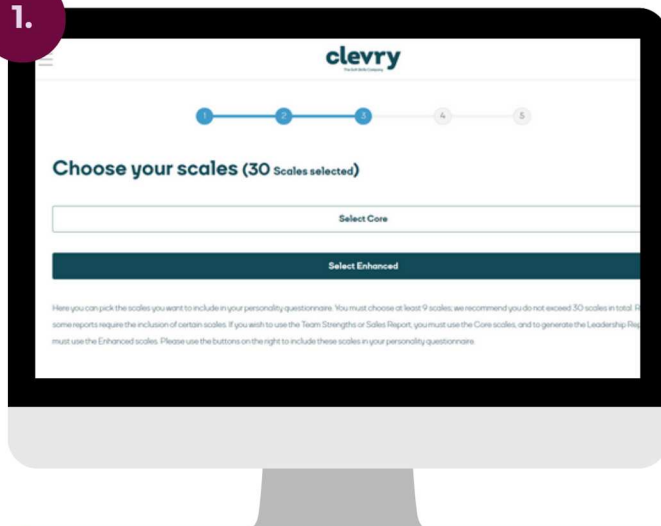 1.
clevry
The Soft Skills Company
1 2 3 4 5
Choose your scales (30 Scales selected)
Select Core
Select Enhanced
Here you can pick the scales you want to include in your personality questionnaire. You must choose at least 9 scales; we recommend you do not exceed 30 scales in total.
some reports require the inclusion of certain scales. If you wish to use the Team Strengths or Sales Report, you must use the Core scales, and to generate the Leadership
must use the Enhanced scales. Please use the buttons on the right to include these scales in your personality questionnaire.